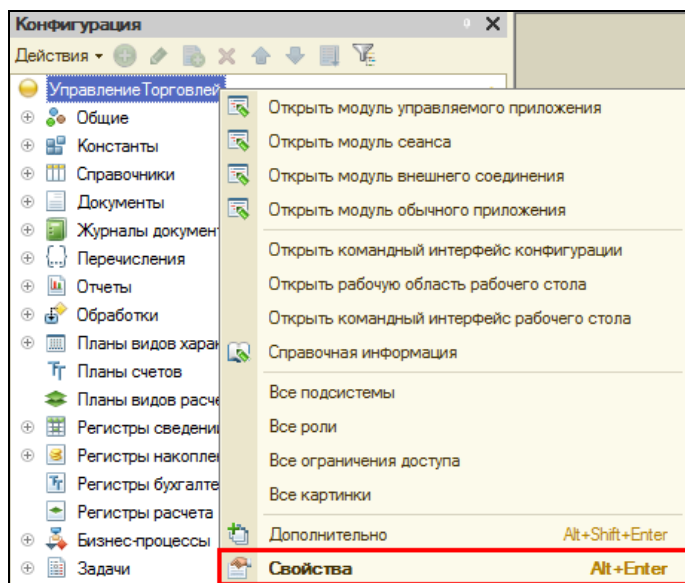 Конфигурация
Действия
УправлениеТорговлей
Общие
Константы
Справочники
Документы
Журналы докумен
Перечисления
Отчеты
Обработки
Планы видов харак
Планы счетов
Планы видов расче
Регистры сведени
Регистры накопле
Регистры бухгалте
Регистры расчета
Бизнес-процессы
Задачи
Открыть модуль управляемого приложения
Открыть модуль сеанса
Открыть модуль внешнего соединения
Открыть модуль обычного приложения
Открыть командный интерфейс конфигурации
Открыть рабочую область рабочего стола
Открыть командный интерфейс рабочего стола
Справочная информация
Все подсистемы
Все роли
Все ограничения доступа
Все картинки
Дополнительно Alt+Shift+Enter
Свойства Alt+Enter